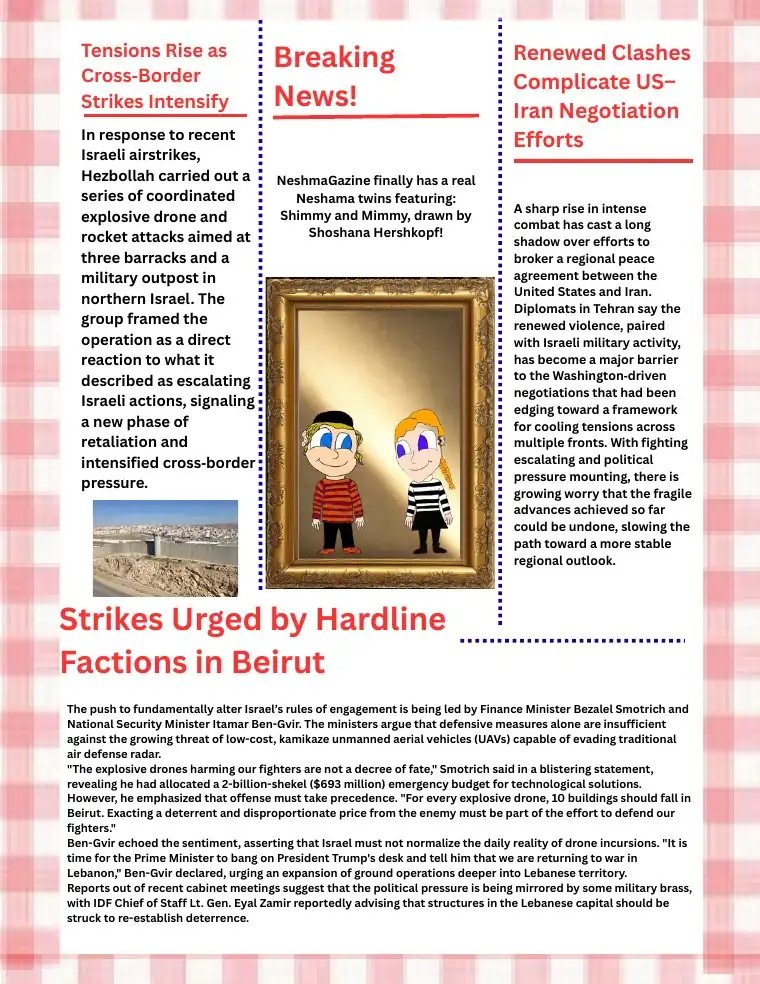 Tensions Rise as
Cross-Border
Strikes Intensify
In response to recent
Israeli airstrikes,
Hezbollah carried out a
series of coordinated
explosive drone and
rocket attacks aimed at
three barracks and a
military outpost in
northern Israel. The
group framed the
operation as a direct
reaction to what it
described as escalating
Israeli actions, signaling
a new phase of
retaliation and
intensified cross-border
pressure.
Breaking
News!
NeshmaGazine finally has a real
Neshama twins featuring:
Shimmy and Mimmy, drawn by
Shoshana Hershkopf!
Renewed Clashes
Complicate US–
Iran Negotiation
Efforts
A sharp rise in intense
combat has cast a long
shadow over efforts to
broker a regional peace
agreement between the
United States and Iran.
Diplomats in Tehran say the
renewed violence, paired
with Israeli military activity,
has become a major barrier
to the Washington-driven
negotiations that had been
edging toward a framework
for cooling tensions across
multiple fronts. With fighting
escalating and political
pressure mounting, there is
growing worry that the fragile
advances achieved so far
could be undone, slowing the
path toward a more stable
regional outlook.
Strikes Urged by Hardline
Factions in Beirut
The push to fundamentally alter Israel’s rules of engagement is being led by Finance Minister Bezalel Smotrich and
National Security Minister Itamar Ben-Gvir. The ministers argue that defensive measures alone are insufficient
against the growing threat of low-cost, kamikaze unmanned aerial vehicles (UAVs) capable of evading traditional
air defense radar.
"The explosive drones harming our fighters are not a decree of fate," Smotrich said in a blistering statement,
revealing he had allocated a 2-billion-shekel ($693 million) emergency budget for technological solutions.
However, he emphasized that offense must take precedence. "For every explosive drone, 10 buildings should fall in
Beirut. Exacting a deterrent and disproportionate price from the enemy must be part of the effort to defend our
fighters."
Ben-Gvir echoed the sentiment, asserting that Israel must not normalize the daily reality of drone incursions. "It is
time for the Prime Minister to bang on President Trump's desk and tell him that we are returning to war in
Lebanon," Ben-Gvir declared, urging an expansion of ground operations deeper into Lebanese territory.
Reports out of recent cabinet meetings suggest that the political pressure is being mirrored by some military brass,
with IDF Chief of Staff Lt. Gen. Eyal Zamir reportedly advising that structures in the Lebanese capital should be
struck to re-establish deterrence.